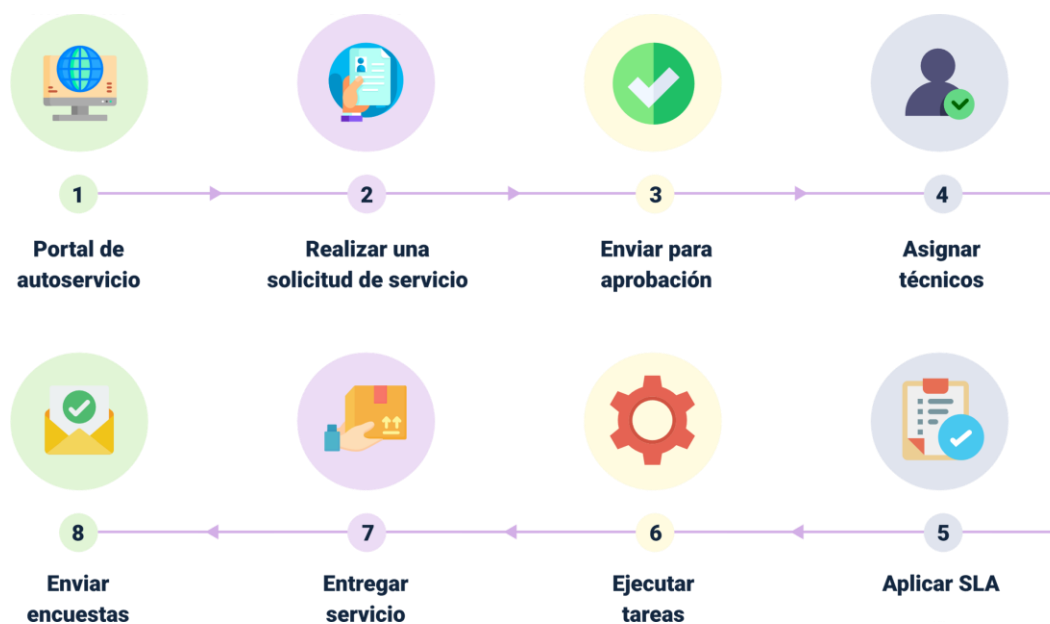 1
2
3
4
Portal de
autoservicio
Realizar una
solicitud de servicio
Enviar para
aprobación
Asignar
técnicos
8
7
6
5
Enviar
encuestas
Entregar
servicio
Ejecutar
tareas
Aplicar SLA